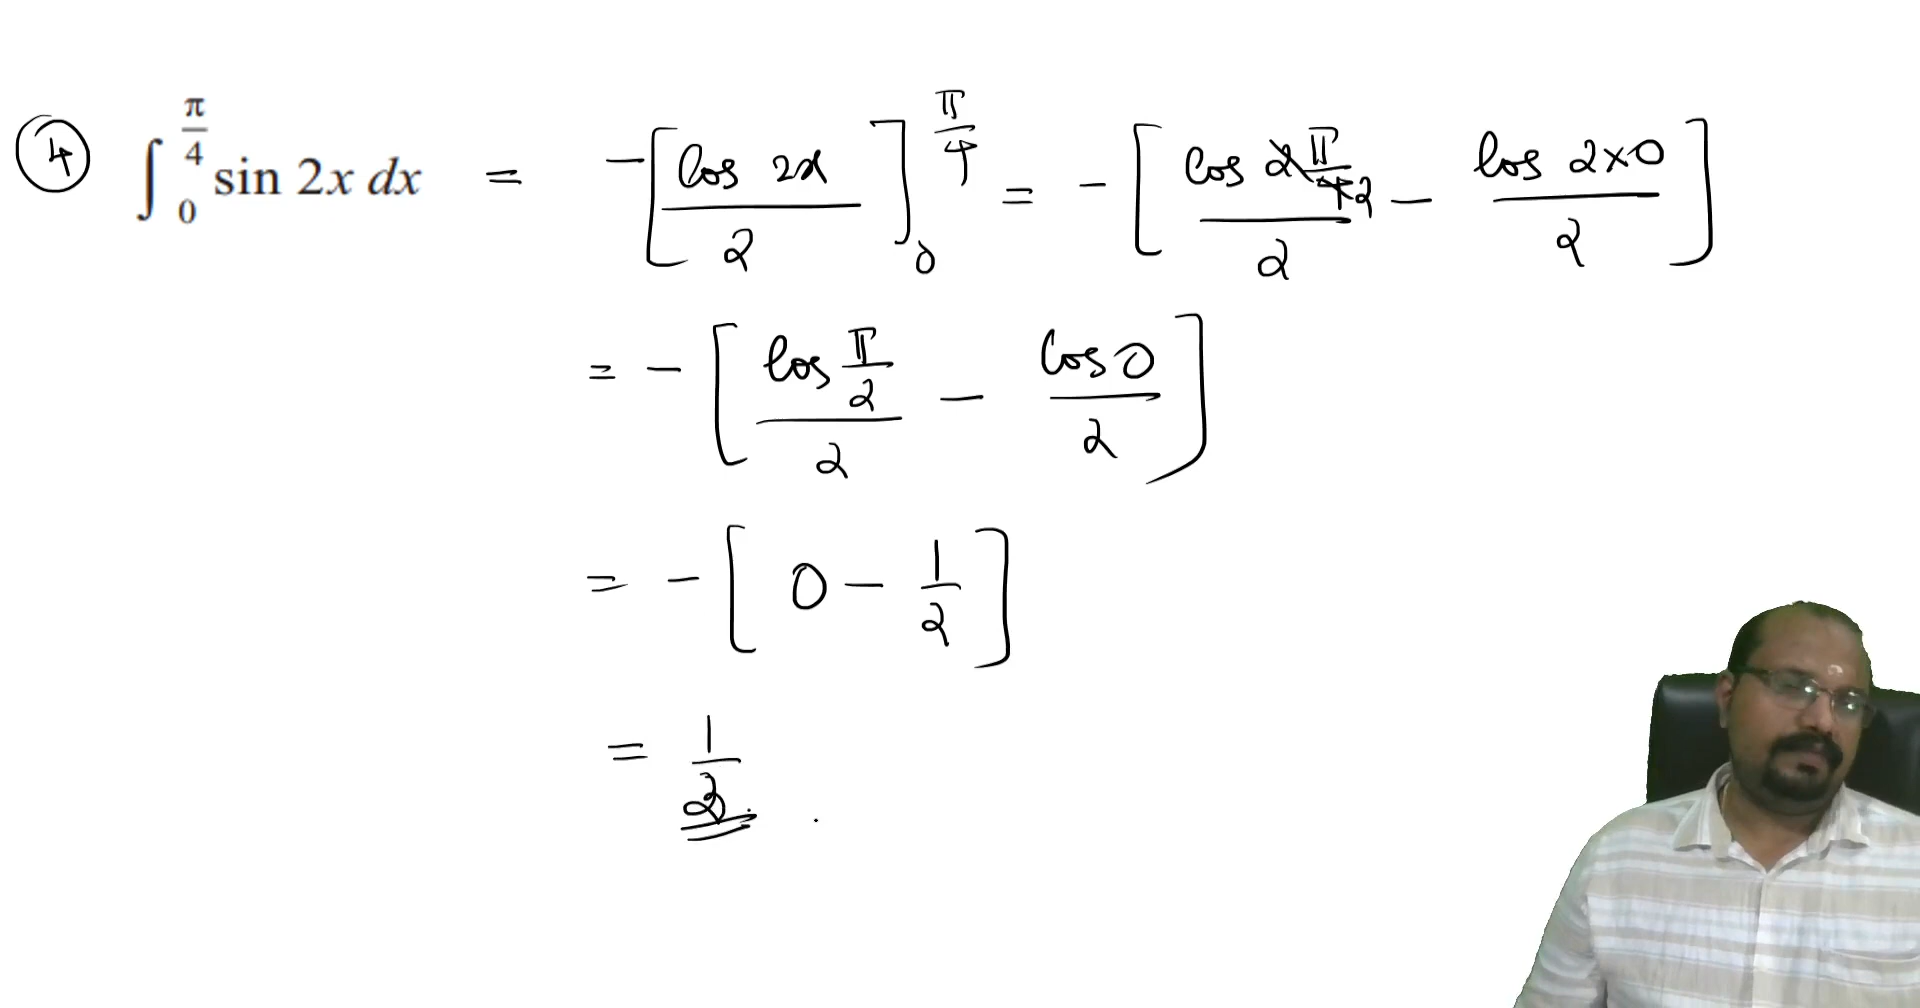 ④ ∫₀^(π/4) sin 2x dx = -[cos 2x / 2]₀^(π/4) = -[cos 2π/4 2 / 2 - cos 2×0 / 2]
= -[cos π/2 / 2 - cos 0 / 2]
= -[0 - 1/2]
= 1/2.